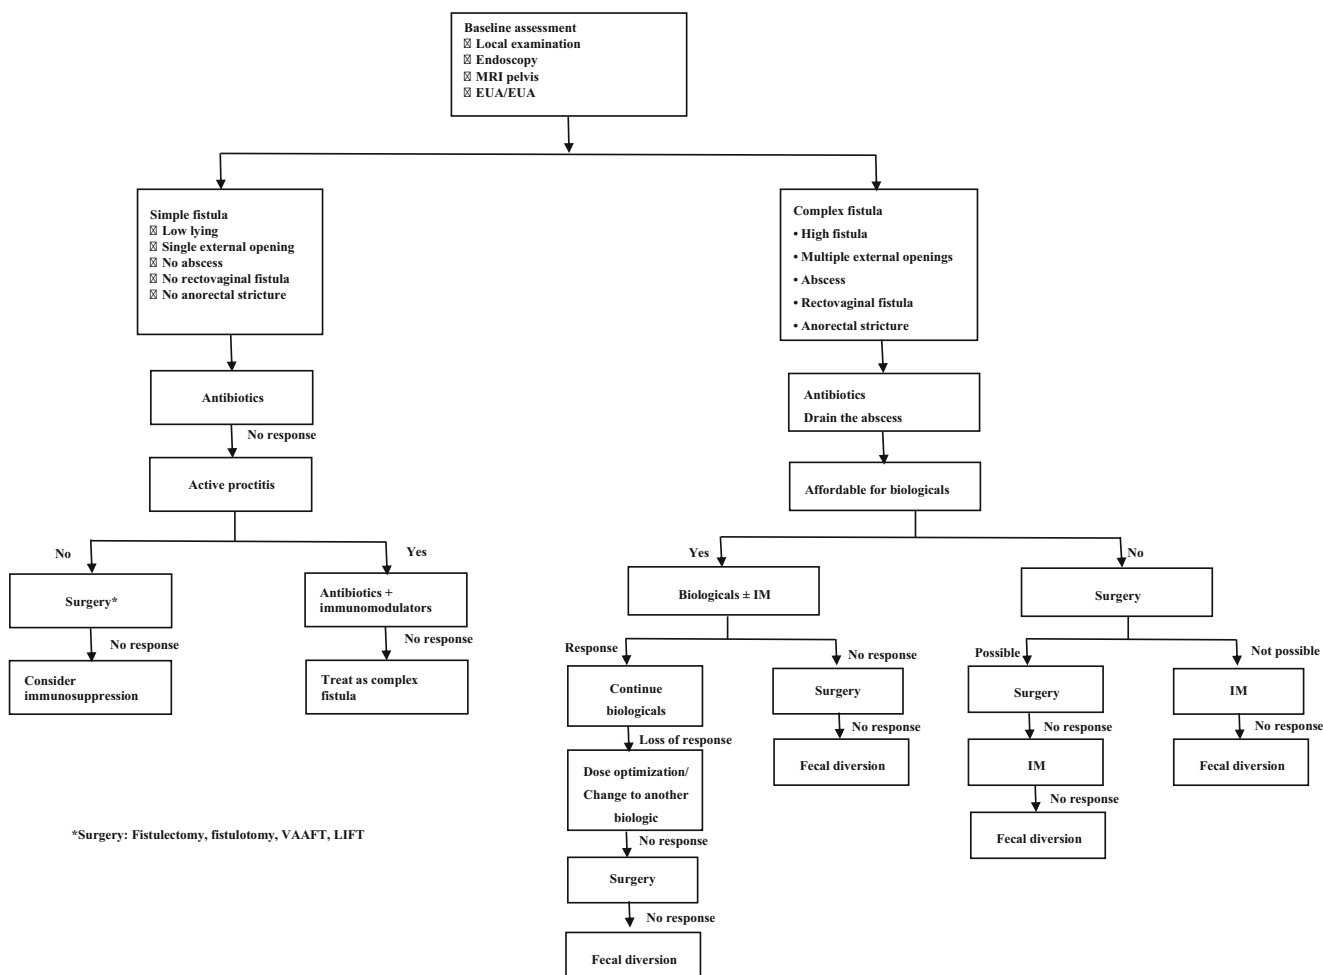 Baseline assessment
Local examination
Endoscopy
MRI pelvis
EUA/EUA
Simple fistula
Low lying
Single external opening
No abscess
No rectovaginal fistula
No anorectal stricture
Complex fistula
• High fistula
• Multiple external openings
• Abscess
• Rectovaginal fistula
• Anorectal stricture
Antibiotics
No response
Active proctitis
No
Yes
Surgery*
Antibiotics +
immunomodulators
No response
No response
Consider
immunosuppression
Treat as complex
fistula
Antibiotics
Drain the abscess
Affordable for biologicals
Yes
No
Biologicals ± IM
Surgery
Response
No response
Continue
biologicals
Surgery
Loss of response
No response
Dose optimization/
Change to another
biologic
Fecal diversion
No response
Surgery
No response
Fecal diversion
Possible
Not possible
Surgery
IM
No response
No response
IM
Fecal diversion
No response
Fecal diversion
*Surgery: Fistulectomy, fistulotomy, VAAFT, LIFT